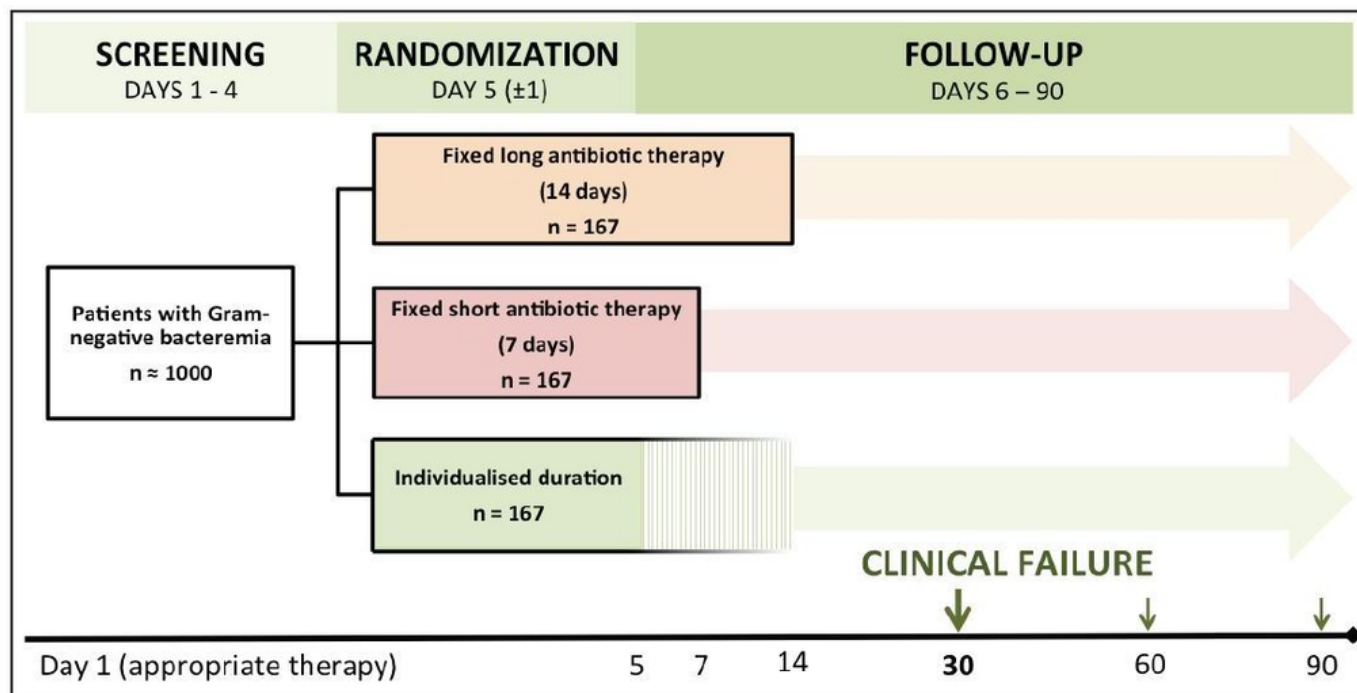 SCREENING
DAYS 1 - 4
RANDOMIZATION
DAY 5 (±1)
FOLLOW-UP
DAYS 6 – 90
Fixed long antibiotic therapy
(14 days)
n = 167
Patients with Gram-
negative bacteremia
n ≈ 1000
Fixed short antibiotic therapy
(7 days)
n = 167
Individualised duration
n = 167
CLINICAL FAILURE
Day 1 (appropriate therapy) 5 7 14 30 60 90